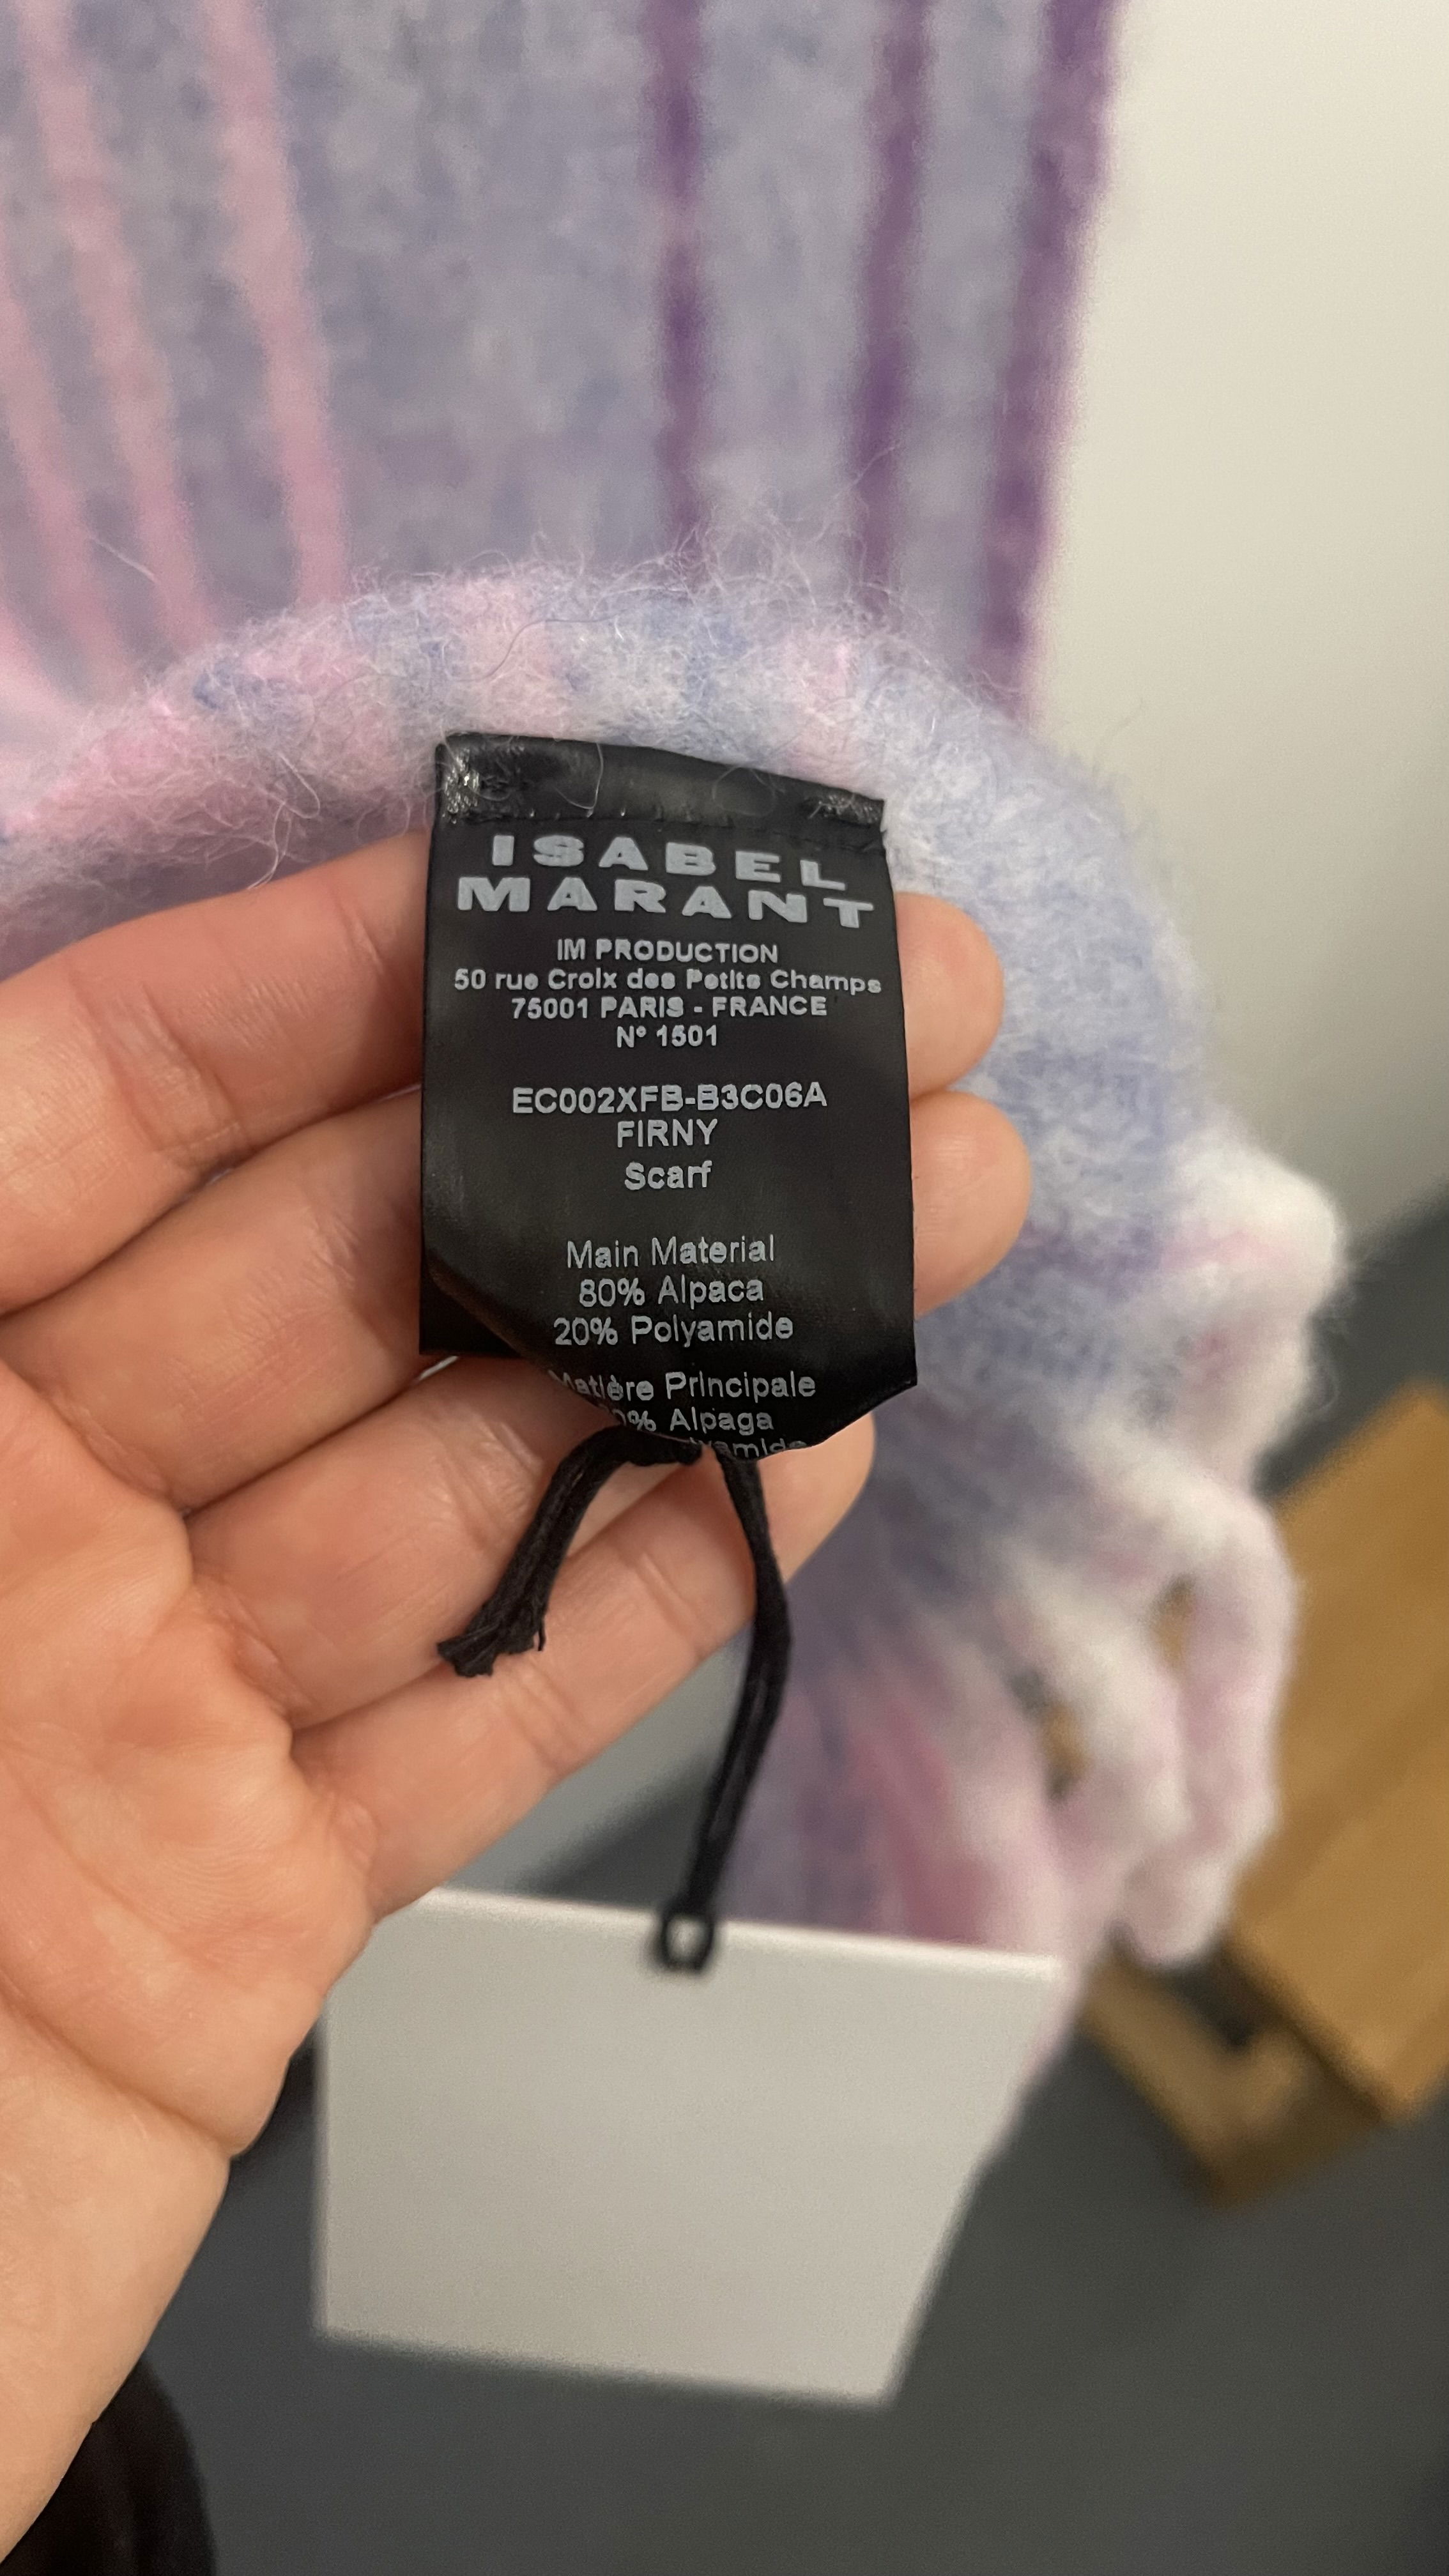 ISABEL
MARANT
IM PRODUCTION
50 rue Croix des Petits Champs
75001 PARIS - FRANCE
N° 1501
EC002XFB-B3C06A
FIRNY
Scarf
Main Material
80% Alpaca
20% Polyamide
Matière Principale
Alpaga